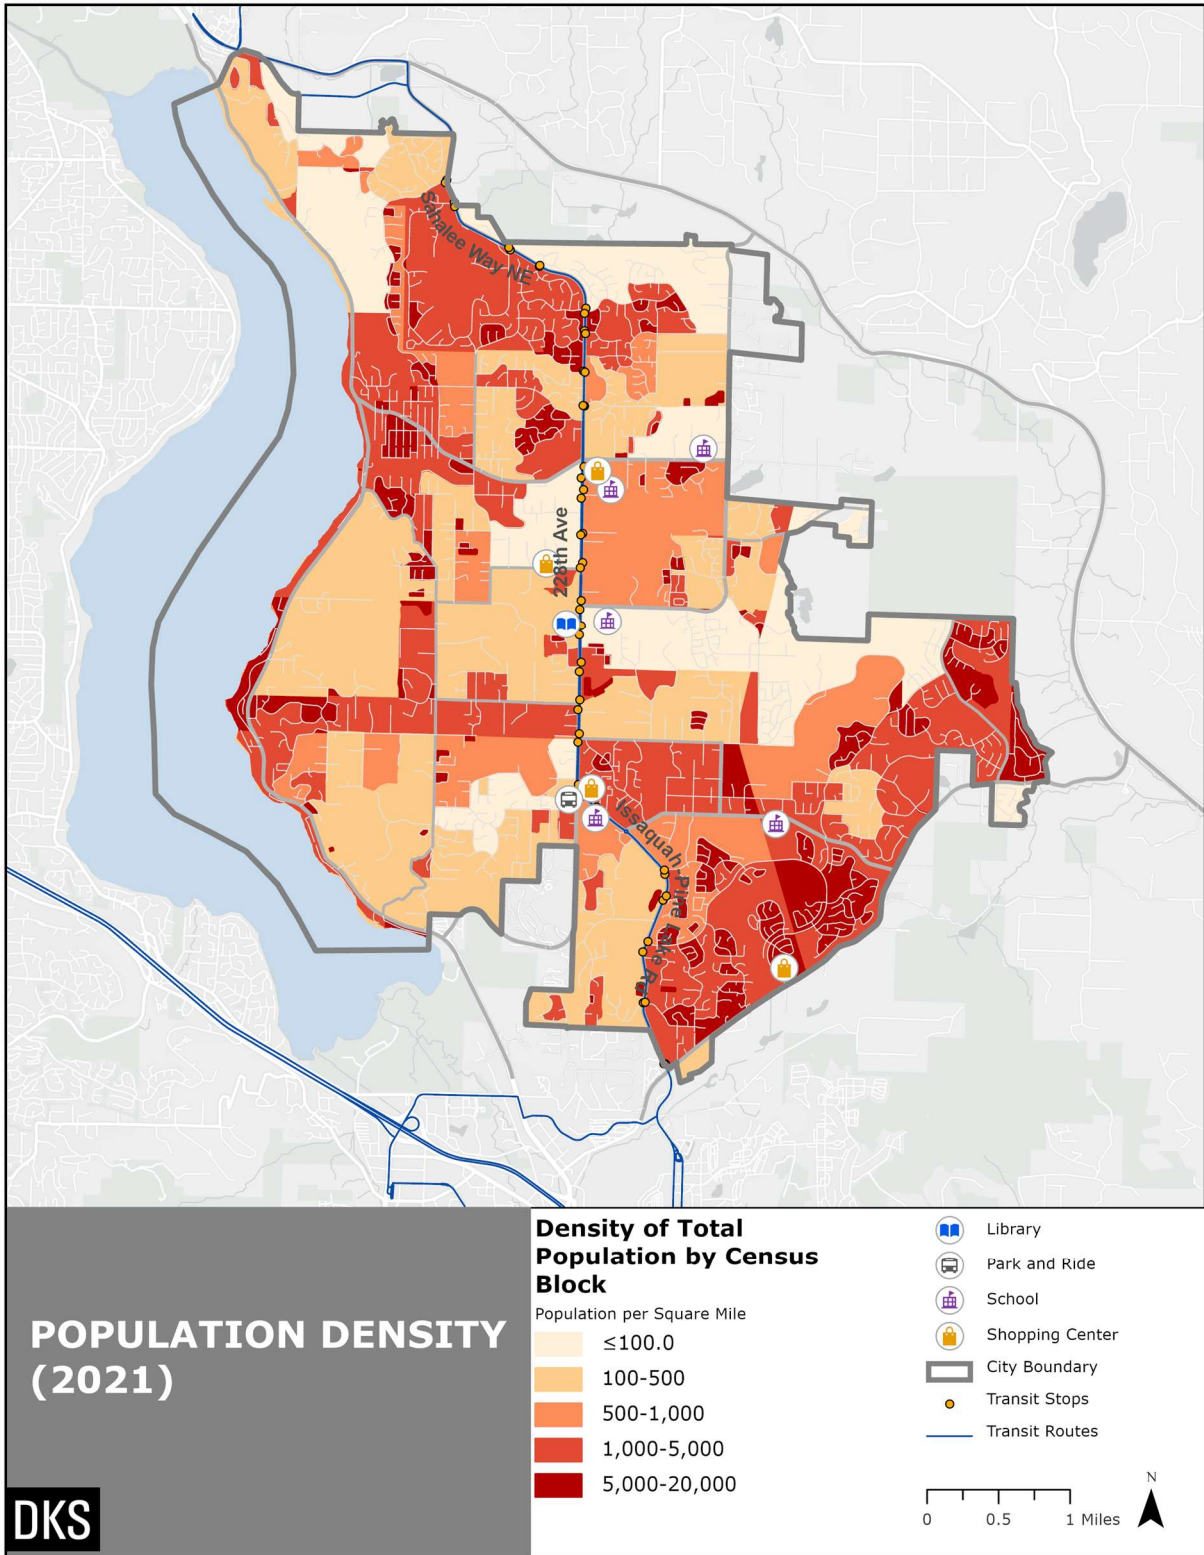 Sahalee Way NE
228th Ave
Issaquah-Pine Lake Rd
POPULATION DENSITY
(2021)
DKS
Density of Total
Population by Census
Block
Population per Square Mile
≤100.0
100-500
500-1,000
1,000-5,000
5,000-20,000
Library
Park and Ride
School
Shopping Center
City Boundary
Transit Stops
Transit Routes
N
0 0.5 1 Miles